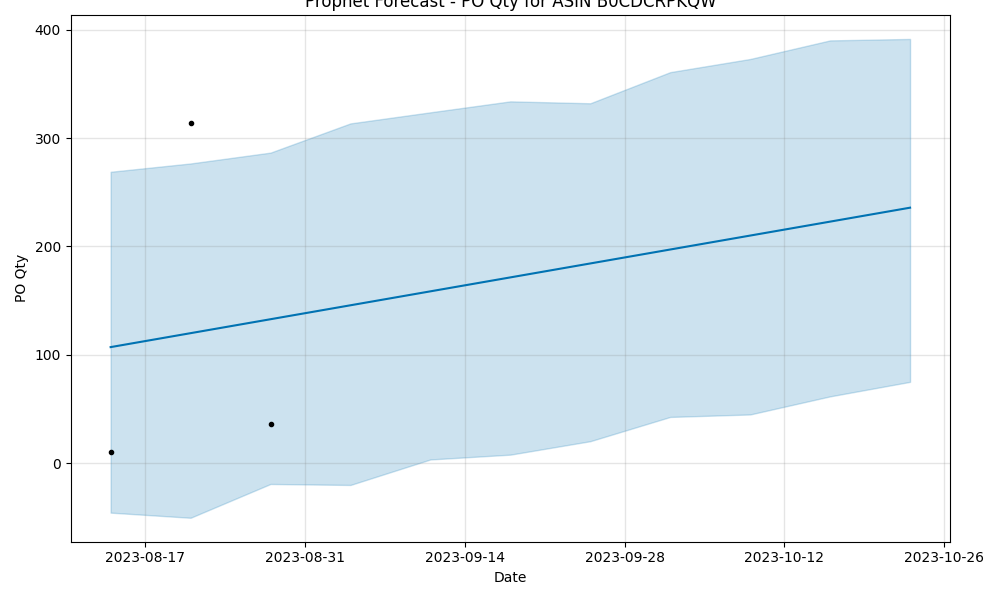 Prophet Forecast - PO Qty for ASIN B0CDCRPKQW
400
300
200
100
0
PO Qty
2023-08-17 2023-08-31 2023-09-14 2023-09-28 2023-10-12 2023-10-26
Date